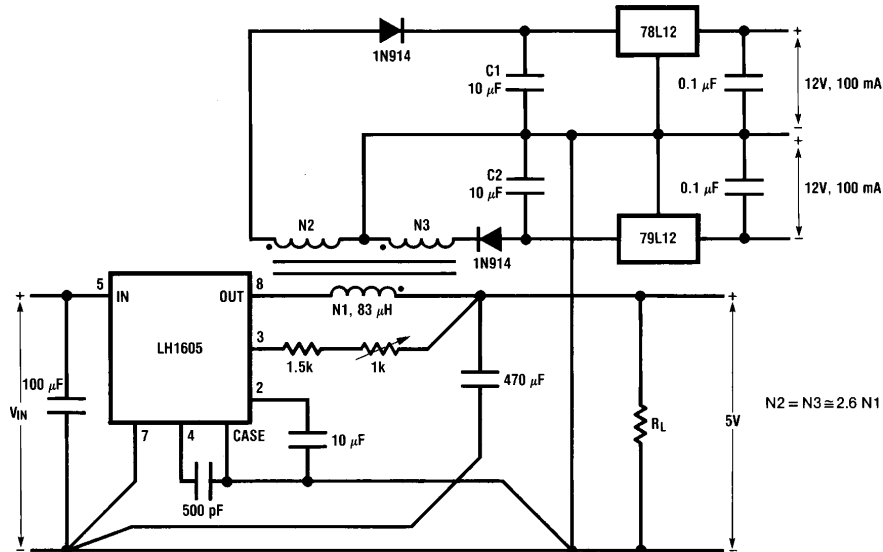 78L12
1N914
C1
10 µF
0.1 µF
+
12V, 100 mA
−
+
C2
10 µF
0.1 µF
12V, 100 mA
−
N2
N3
1N914
79L12
5
IN
OUT
8
N1, 83 µH
+
+
LH1605
3
1.5k
1k
2
100 µF
VIN
470 µF
RL
5V
N2 = N3 ≅ 2.6 N1
7
4
CASE
10 µF
500 pF
−
−